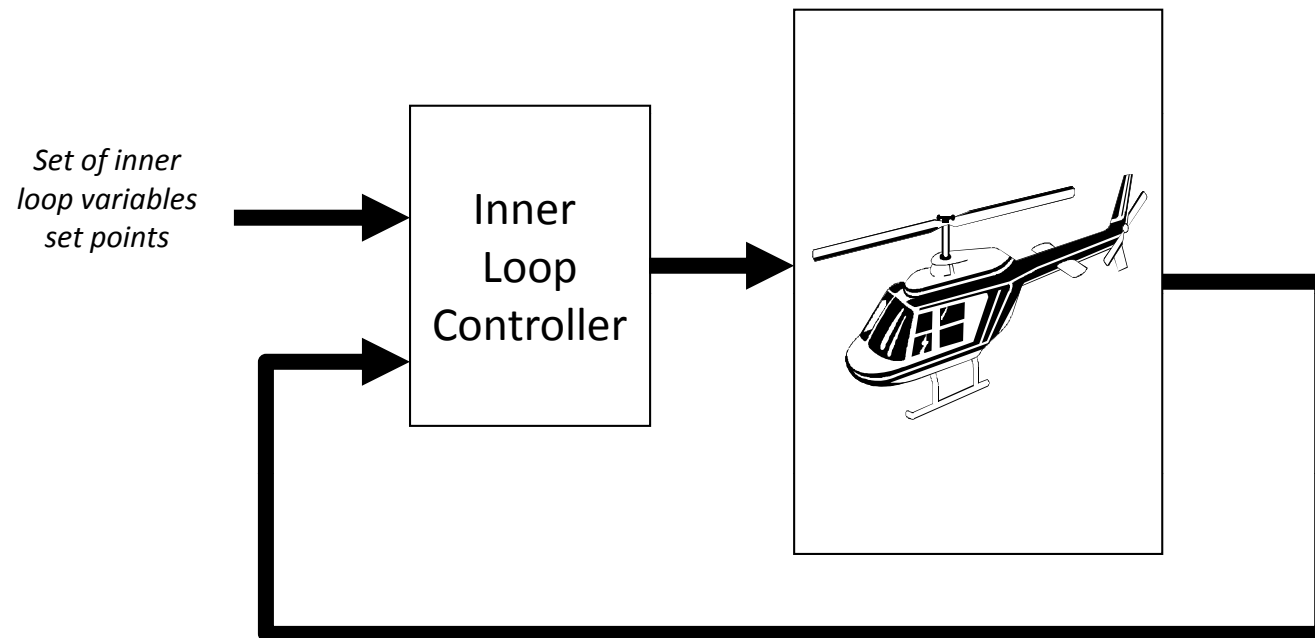 Set of inner
loop variables
set points
Inner
Loop
Controller